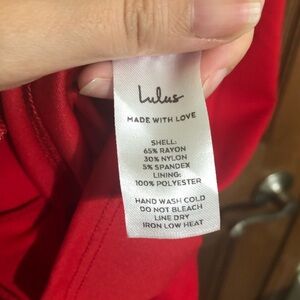 Lulus
MADE WITH LOVE
SHELL:
65% RAYON
30% NYLON
5% SPANDEX
LINING:
100% POLYESTER
HAND WASH COLD
DO NOT BLEACH
LINE DRY
IRON LOW HEAT